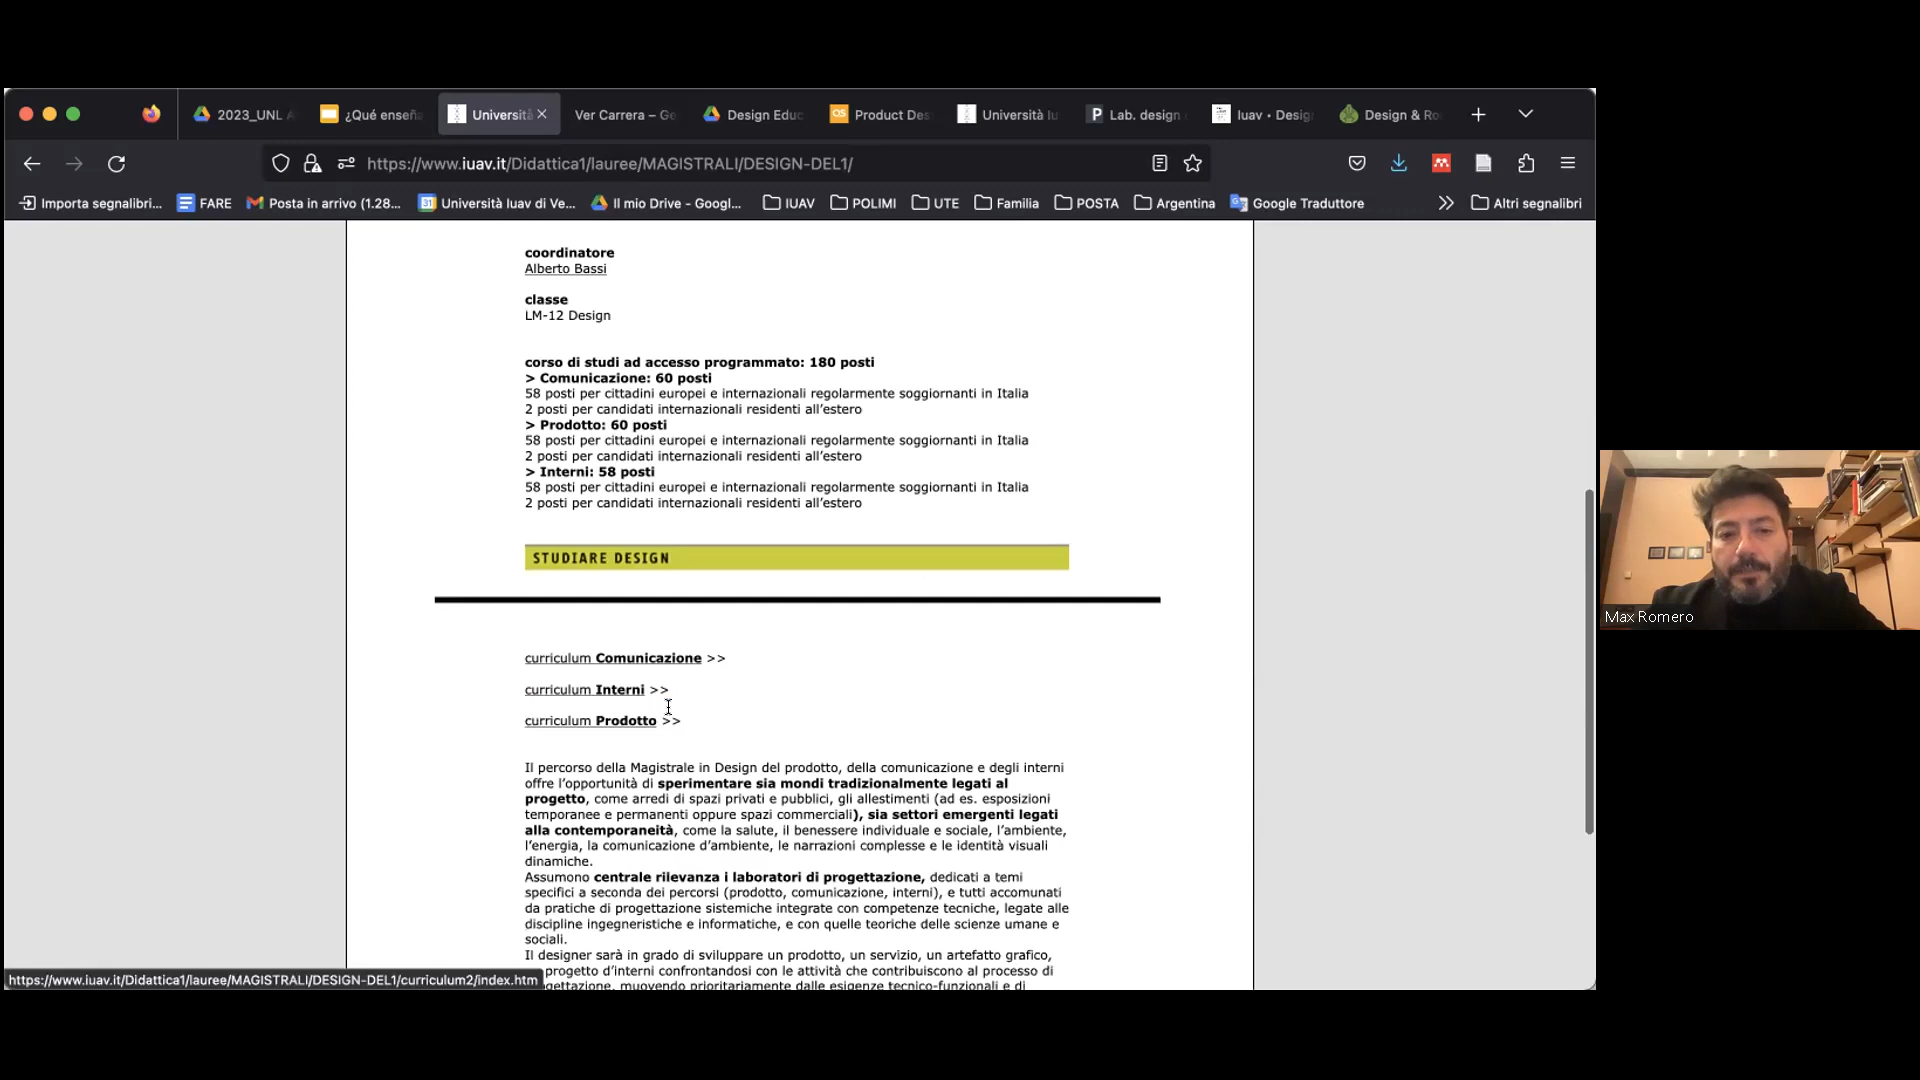 2023_UNL A
¿Qué enseñ
Universit
Ver Carrera – Go
Design Educ
Product Des
Università Iu
Lab. design
Iuav • Desig
Design & Ro
https://www.iuav.it/Didattica1/lauree/MAGISTRALI/DESIGN-DEL1/
Importa segnalibri...
FARE
Posta in arrivo (1.28...
Università Iuav di Ve...
Il mio Drive - Googl...
IUAV
POLIMI
UTE
Familia
POSTA
Argentina
Google Traduttore
Altri segnalibri
coordinatore
Alberto Bassi
classe
LM-12 Design
corso di studi ad accesso programmato: 180 posti
> Comunicazione: 60 posti
58 posti per cittadini europei e internazionali regolarmente soggiornanti in Italia
2 posti per candidati internazionali residenti all’estero
> Prodotto: 60 posti
58 posti per cittadini europei e internazionali regolarmente soggiornanti in Italia
2 posti per candidati internazionali residenti all’estero
> Interni: 58 posti
58 posti per cittadini europei e internazionali regolarmente soggiornanti in Italia
2 posti per candidati internazionali residenti all’estero
STUDIARE DESIGN
curriculum Comunicazione >>
curriculum Interni >>
curriculum Prodotto >>
Il percorso della Magistrale in Design del prodotto, della comunicazione e degli interni
offre l’opportunità di sperimentare sia mondi tradizionalmente legati al
progetto, come arredi di spazi privati e pubblici, gli allestimenti (ad es. esposizioni
temporanee e permanenti oppure spazi commerciali), sia settori emergenti legati
alla contemporaneità, come la salute, il benessere individuale e sociale, l’ambiente,
l’energia, la comunicazione d’ambiente, le narrazioni complesse e le identità visuali
dinamiche.
Assumono centrale rilevanza i laboratori di progettazione, dedicati a temi
specifici a seconda dei percorsi (prodotto, comunicazione, interni), e tutti accomunati
da pratiche di progettazione sistemiche integrate con competenze tecniche, legate alle
discipline ingegneristiche e informatiche, e con quelle teoriche delle scienze umane e
sociali.
Il designer sarà in grado di sviluppare un prodotto, un servizio, un artefatto grafico,
progetto d’interni confrontandosi con le attività che contribuiscono al processo di
gettazione, muovendo prioritariamente dalle esigenze tecnico-funzionali e di
https://www.iuav.it/Didattica1/lauree/MAGISTRALI/DESIGN-DEL1/curriculum2/index.htm
Max Romero